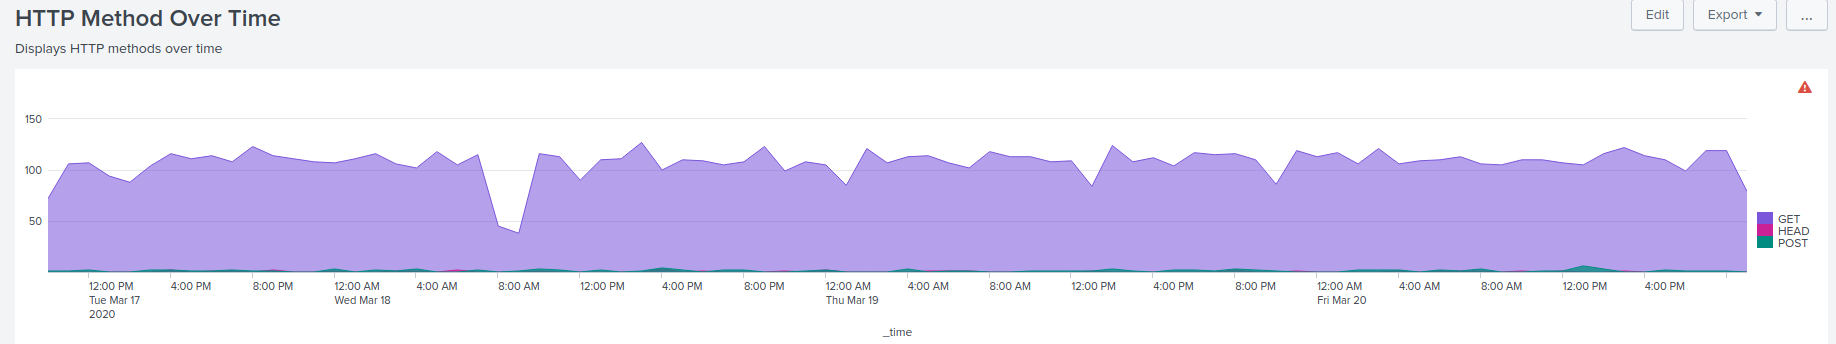 HTTP Method Over Time
Edit
Export
...
Displays HTTP methods over time
150
100
50
GET
HEAD
POST
12:00 PM 4:00 PM 8:00 PM 12:00 AM 4:00 AM 8:00 AM 12:00 PM 4:00 PM 8:00 PM 12:00 AM 4:00 AM 8:00 AM 12:00 PM 4:00 PM 8:00 PM 12:00 AM 4:00 AM 8:00 AM 12:00 PM 4:00 PM
Tue Mar 17 Wed Mar 18 Thu Mar 19 Fri Mar 20
2020
_time